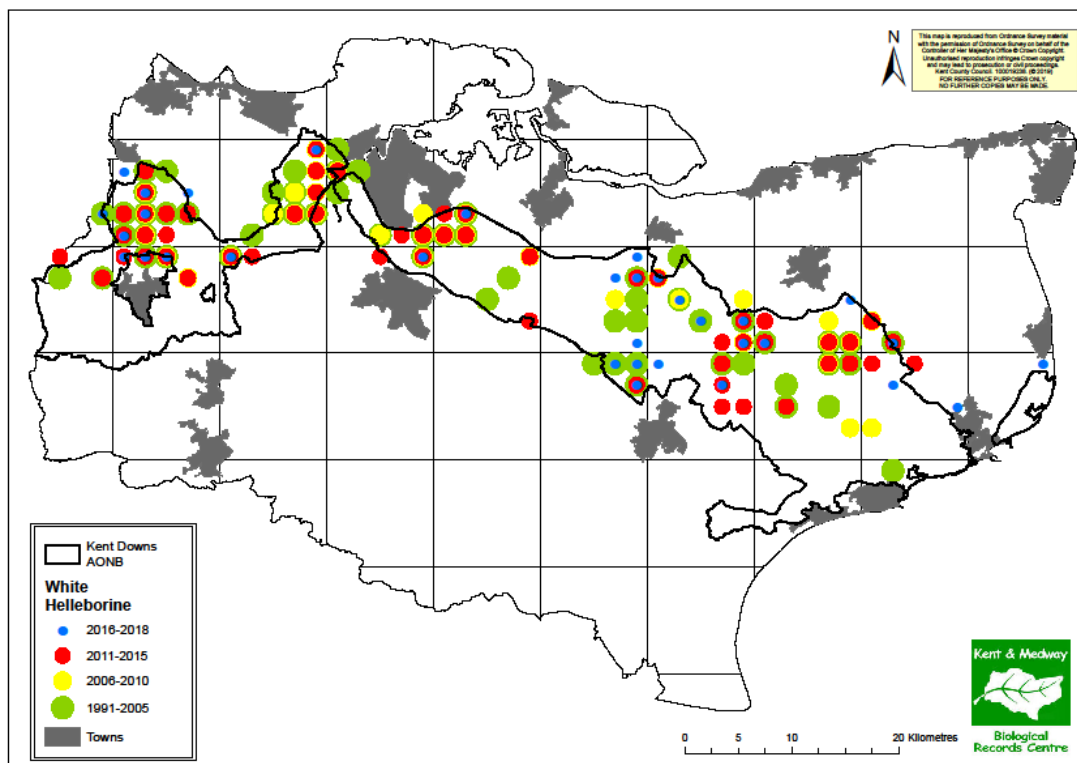 N
This map is reproduced from Ordnance Survey material
with the permission of Ordnance Survey on behalf of the
Controller of Her Majesty's Office © Crown Copyright.
Unauthorised reproduction infringes Crown copyright
and may lead to prosecution or civil proceedings.
Kent County Council: 100019238. (© 2019)
FOR REFERENCE PURPOSES ONLY.
NO FURTHER COPIES MAY BE MADE.
Kent Downs
AONB
White
Helleborine
2016-2018
2011-2015
2006-2010
1991-2005
Towns
0 5 10 20 Kilometres
Kent & Medway
Biological
Records Centre